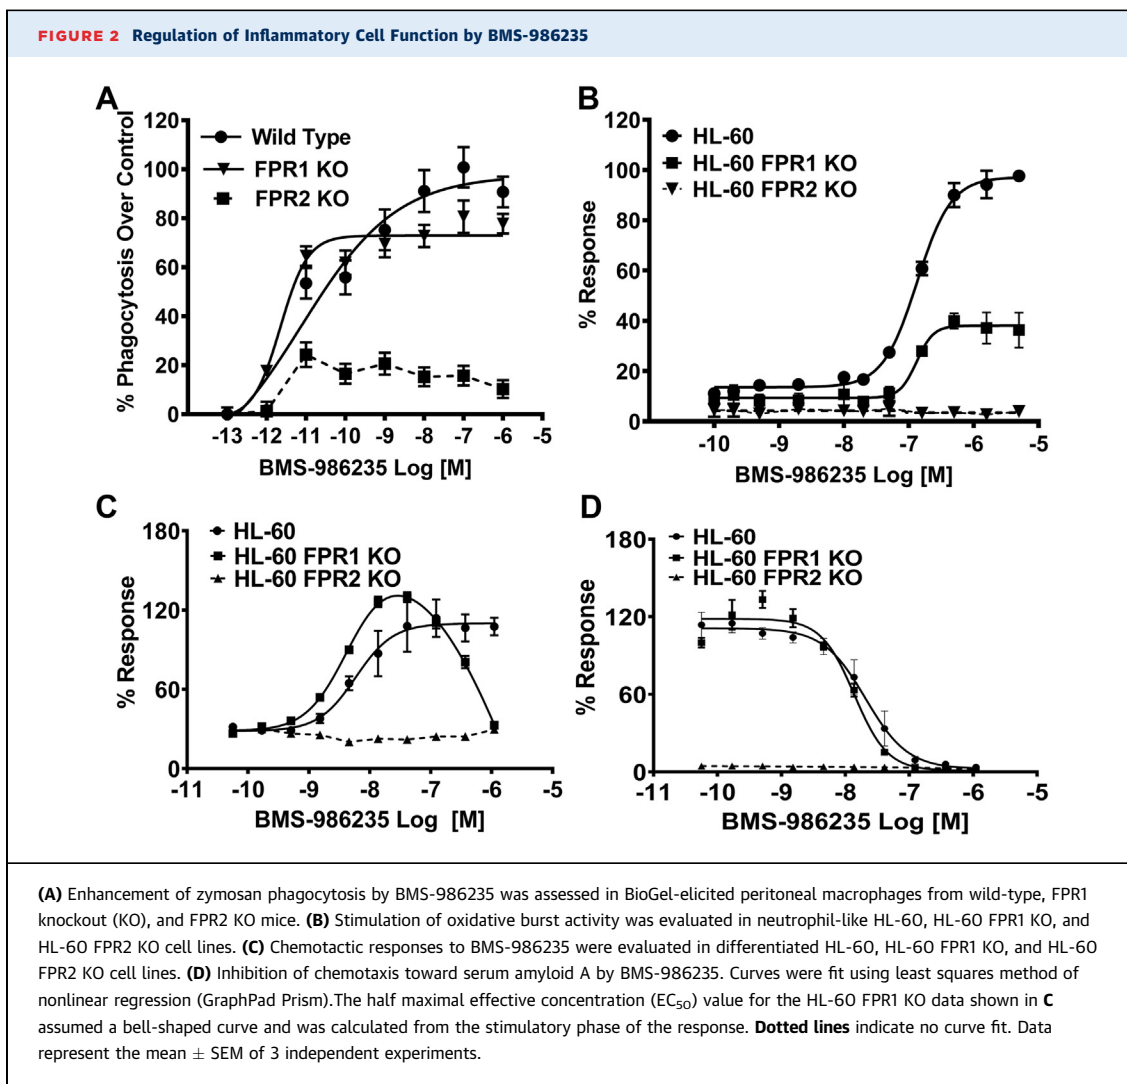 FIGURE 2 Regulation of Inflammatory Cell Function by BMS-986235
A
% Phagocytosis Over Control
120
100
80
60
40
20
0
Wild Type
FPR1 KO
FPR2 KO
-13 -12 -11 -10 -9 -8 -7 -6 -5
BMS-986235 Log [M]
B
% Response
120
100
80
60
40
20
0
HL-60
HL-60 FPR1 KO
HL-60 FPR2 KO
-10 -9 -8 -7 -6 -5
BMS-986235 Log [M]
C
% Response
180
120
60
0
HL-60
HL-60 FPR1 KO
HL-60 FPR2 KO
-11 -10 -9 -8 -7 -6 -5
BMS-986235 Log [M]
D
% Response
180
120
60
0
HL-60
HL-60 FPR1 KO
HL-60 FPR2 KO
-11 -10 -9 -8 -7 -6 -5
BMS-986235 Log [M]
(A) Enhancement of zymosan phagocytosis by BMS-986235 was assessed in BioGel-elicited peritoneal macrophages from wild-type, FPR1
knockout (KO), and FPR2 KO mice. (B) Stimulation of oxidative burst activity was evaluated in neutrophil-like HL-60, HL-60 FPR1 KO, and
HL-60 FPR2 KO cell lines. (C) Chemotactic responses to BMS-986235 were evaluated in differentiated HL-60, HL-60 FPR1 KO, and HL-60
FPR2 KO cell lines. (D) Inhibition of chemotaxis toward serum amyloid A by BMS-986235. Curves were fit using least squares method of
nonlinear regression (GraphPad Prism).The half maximal effective concentration (EC50) value for the HL-60 FPR1 KO data shown in C
assumed a bell-shaped curve and was calculated from the stimulatory phase of the response. Dotted lines indicate no curve fit. Data
represent the mean ± SEM of 3 independent experiments.